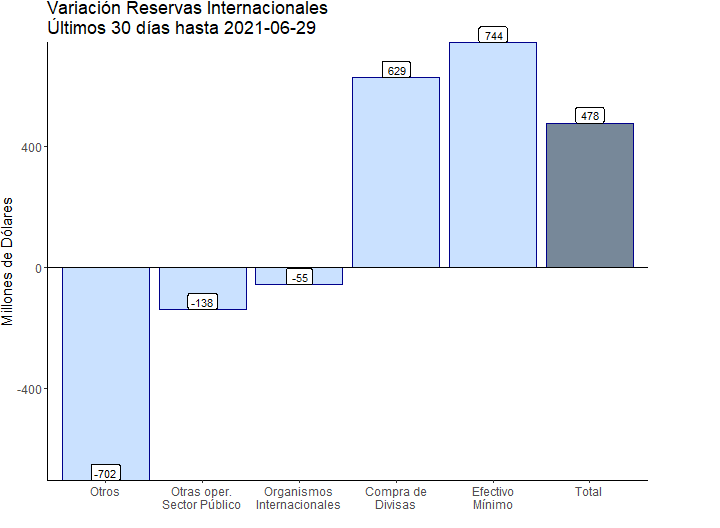 Variación Reservas Internacionales
Últimos 30 días hasta 2021-06-29
Millones de Dólares
400
0
-400
-702
-138
-55
629
744
478
Otros
Otras oper.
Sector Público
Organismos
Internacionales
Compra de
Divisas
Efectivo
Mínimo
Total